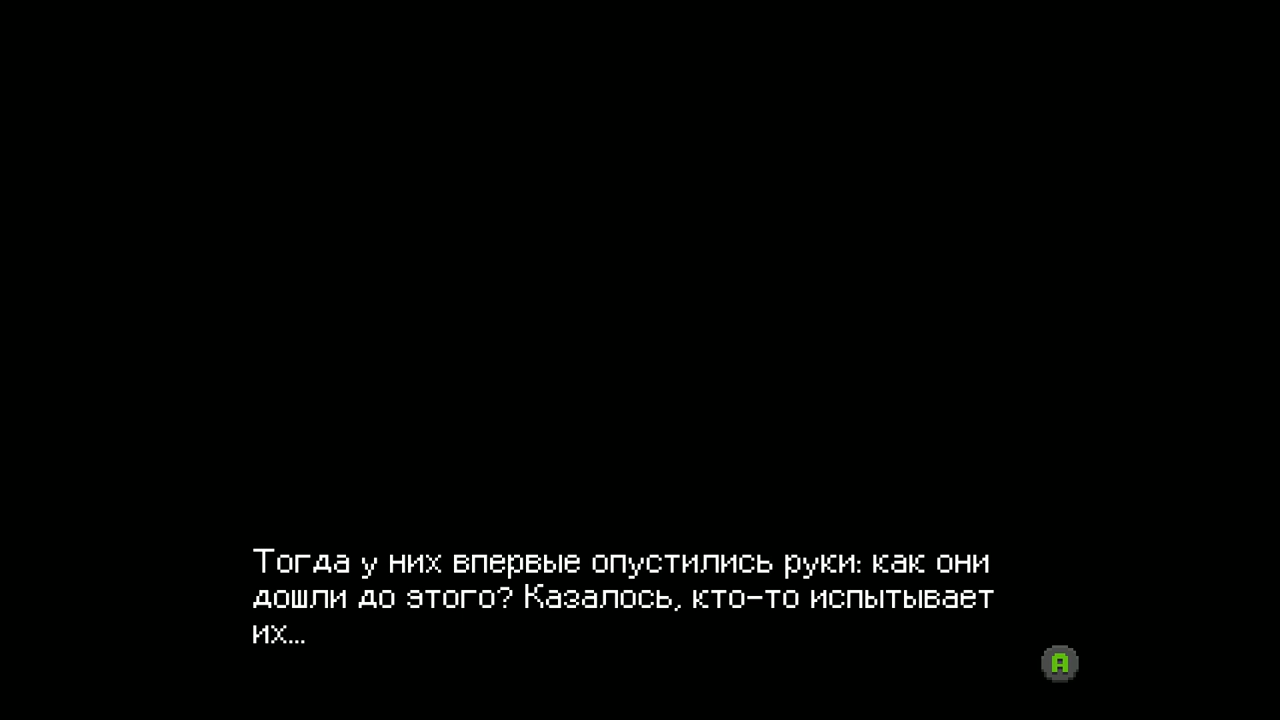 Тогда у них впервые опустились руки: как они
дошли до этого? Казалось, кто-то испытывает
их...
A